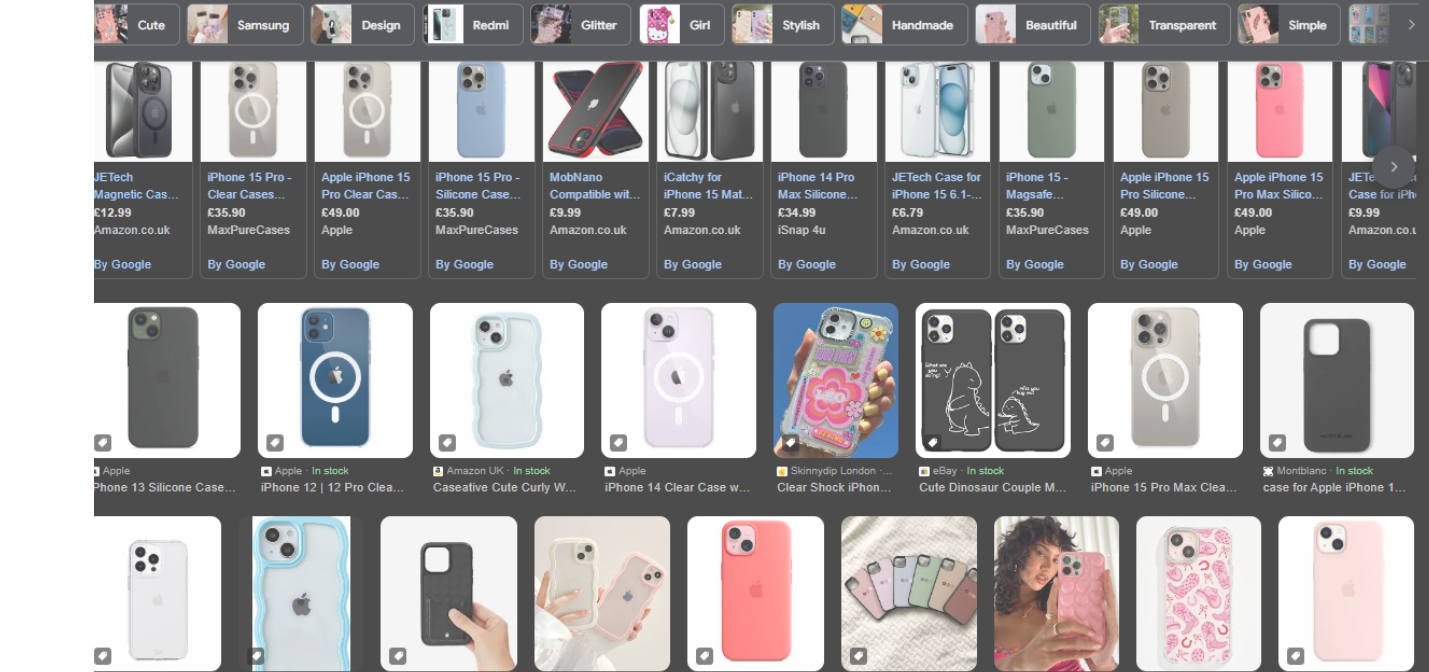 Cute
Samsung
Design
Redmi
Glitter
Girl
Stylish
Handmade
Beautiful
Transparent
Simple
JETech
Magnetic Cas...
£12.99
Amazon.co.uk
By Google
iPhone 15 Pro -
Clear Cases...
£35.90
MaxPureCases
By Google
Apple iPhone 15
Pro Clear Cas...
£49.00
Apple
By Google
iPhone 15 Pro -
Silicone Case...
£35.90
MaxPureCases
By Google
MobNano
Compatible wit...
£9.99
Amazon.co.uk
By Google
iCatchy for
iPhone 15 Mat...
£7.99
Amazon.co.uk
By Google
iPhone 14 Pro
Max Silicone...
£34.99
iSnap 4u
By Google
JETech Case for
iPhone 15 6.1-...
£6.79
Amazon.co.uk
By Google
iPhone 15 -
Magsafe...
£35.90
MaxPureCases
By Google
Apple iPhone 15
Pro Silicone...
£49.00
Apple
By Google
Apple iPhone 15
Pro Max Silico...
£49.00
Apple
By Google
Case for iPh
£9.99
Amazon.co.u
By Google
What are you doing?
will you hug me?
Apple
Phone 13 Silicone Case...
Apple · In stock
iPhone 12 | 12 Pro Clea...
Amazon UK · In stock
Caseative Cute Curly W...
Apple
iPhone 14 Clear Case w...
Skinnydip London ·...
Clear Shock iPhon...
eBay · In stock
Cute Dinosaur Couple M...
Apple
iPhone 15 Pro Max Clea...
Montblanc · In stock
case for Apple iPhone 1...